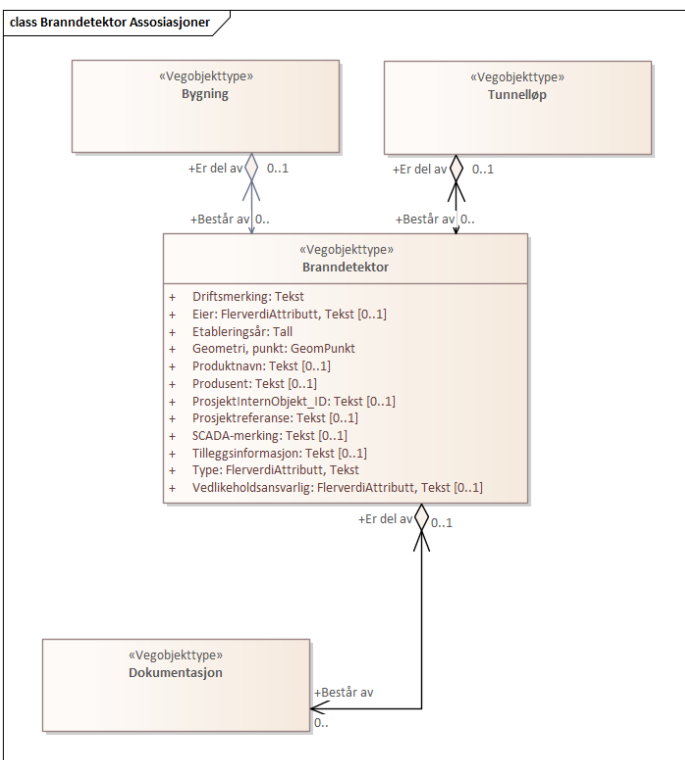 class Branndetektor Assosiasjoner
«Vegobjekttype»
Bygning
«Vegobjekttype»
Tunnelløp
+Er del av 0..1
+Er del av 0..1
+Består av 0..
+Består av 0..
«Vegobjekttype»
Branndetektor
+ Driftsmerking: Tekst
+ Eier: FlerverdiAttributt, Tekst [0..1]
+ Etableringsår: Tall
+ Geometri, punkt: GeomPunkt
+ Produktnavn: Tekst [0..1]
+ Produsent: Tekst [0..1]
+ ProsjektInternObjekt_ID: Tekst [0..1]
+ Prosjektreferanse: Tekst [0..1]
+ SCADA-merking: Tekst [0..1]
+ Tilleggsinformasjon: Tekst [0..1]
+ Type: FlerverdiAttributt, Tekst
+ Vedlikeholdsansvarlig: FlerverdiAttributt, Tekst [0..1]
+Er del av 0..1
«Vegobjekttype»
Dokumentasjon
+Består av
0..